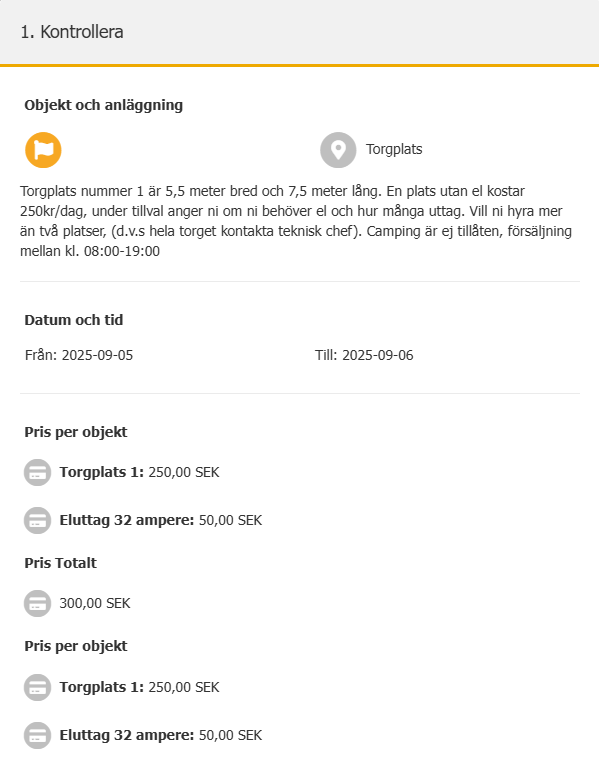 1. Kontrollera
Objekt och anläggning
Torgplats
Torgplats nummer 1 är 5,5 meter bred och 7,5 meter lång. En plats utan el kostar
250kr/dag, under tillval anger ni om ni behöver el och hur många uttag. Vill ni hyra mer
än två platser, (d.v.s hela torget kontakta teknisk chef). Camping är ej tillåten, försäljning
mellan kl. 08:00-19:00
Datum och tid
Från: 2025-09-05 Till: 2025-09-06
Pris per objekt
Torgplats 1: 250,00 SEK
Eluttag 32 ampere: 50,00 SEK
Pris Totalt
300,00 SEK
Pris per objekt
Torgplats 1: 250,00 SEK
Eluttag 32 ampere: 50,00 SEK